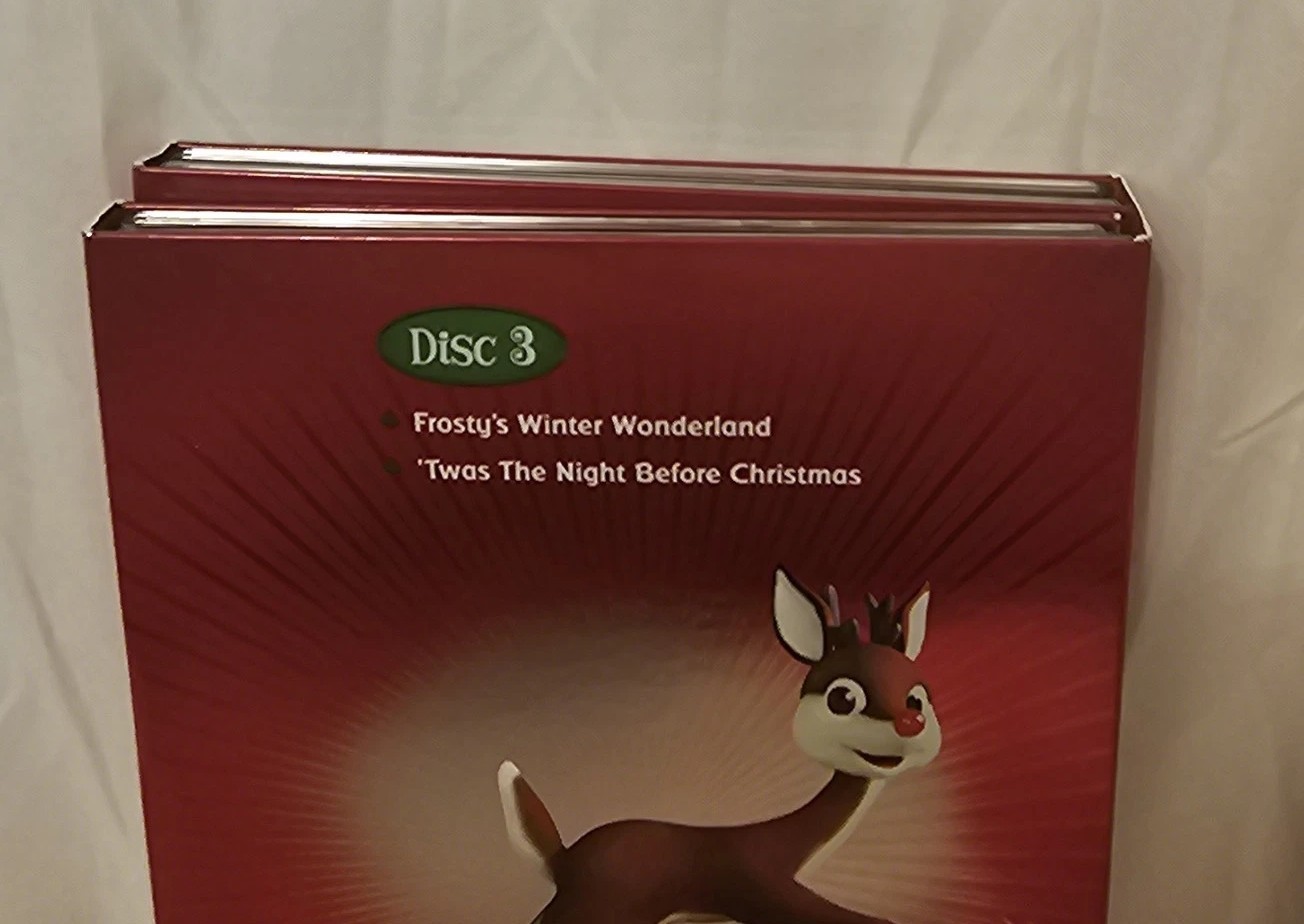 Disc 3
Frosty's Winter Wonderland
'Twas The Night Before Christmas